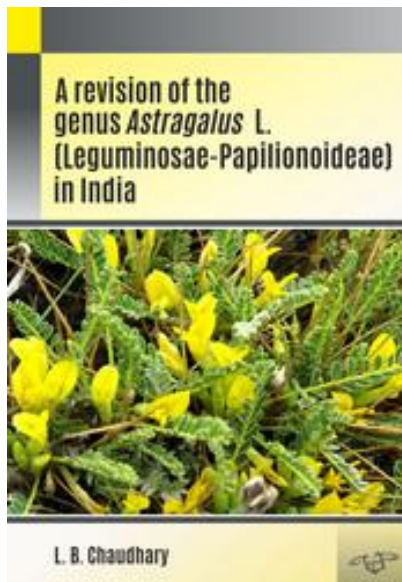 A revision of the
genus Astragalus L.
(Leguminosae-Papilionoideae)
in India
L. B. Chaudhary